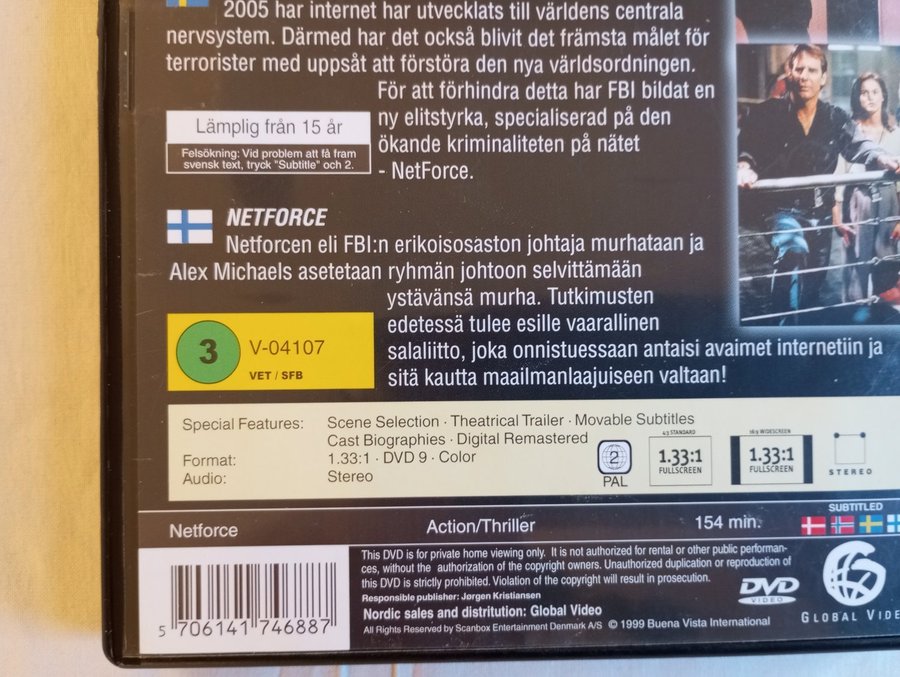 2005 har internet har utvecklats till världens centrala
nervsystem. Därmed har det också blivit det främsta målet för
terrorister med uppsåt att förstöra den nya världsordningen.
För att förhindra detta har FBI bildat en
ny elitstyrka, specialiserad på den
ökande kriminaliteten på nätet
- NetForce.
Lämplig från 15 år
Felsökning: Vid problem att få fram
svensk text, tryck "Subtitle" och 2.
NETFORCE
Netforcen eli FBI:n erikoisosaston johtaja murhataan ja
Alex Michaels asetetaan ryhmän johtoon selvittämään
ystävänsä murha. Tutkimusten
edetessä tulee esille vaarallinen
salaliitto, joka onnistuessaan antaisi avaimet internetiin ja
sitä kautta maailmanlaajuiseen valtaan!
3
V-04107
VET / SFB
Special Features: Scene Selection · Theatrical Trailer · Movable Subtitles
Cast Biographies · Digital Remastered
Format: 1.33:1 · DVD 9 · Color
Audio: Stereo
2
PAL
4:3 STANDARD
1.33:1
FULLSCREEN
16:9 WIDESCREEN
1.33:1
FULLSCREEN
STEREO
Netforce Action/Thriller 154 min.
SUBTITLED
This DVD is for private home viewing only. It is not authorized for rental or other public performan-
ces, without the authorization of the copyright owners. Unauthorized duplication or reproduction of
this DVD is strictly prohibited. Violation of the copyright will result in prosecution.
Responsible publisher: Jørgen Kristiansen
Nordic sales and distritution: Global Video
All Rights Reserved by Scanbox Entertainment Denmark A/S © 1999 Buena Vista International
DVD
VIDEO
GLOBAL VIDE
5 706141 746887